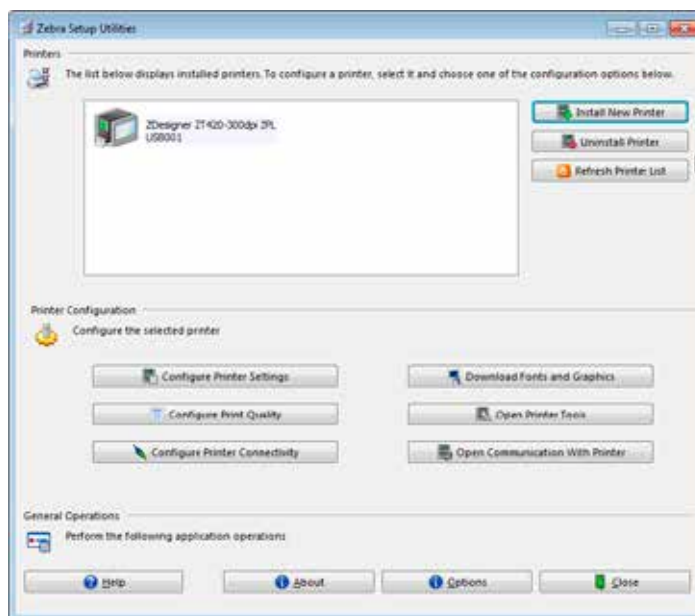 Zebra Setup Utilities
Printers
The list below displays installed printers. To configure a printer, select it and choose one of the configuration options below.
ZDesigner ZT420-300dpi ZPL
USB001
Install New Printer
Uninstall Printer
Refresh Printer List
Printer Configuration
Configure the selected printer
Configure Printer Settings
Download Fonts and Graphics
Configure Print Quality
Open Printer Tools
Configure Printer Connectivity
Open Communication With Printer
General Operations
Perform the following application operations
Help
About
Options
Close